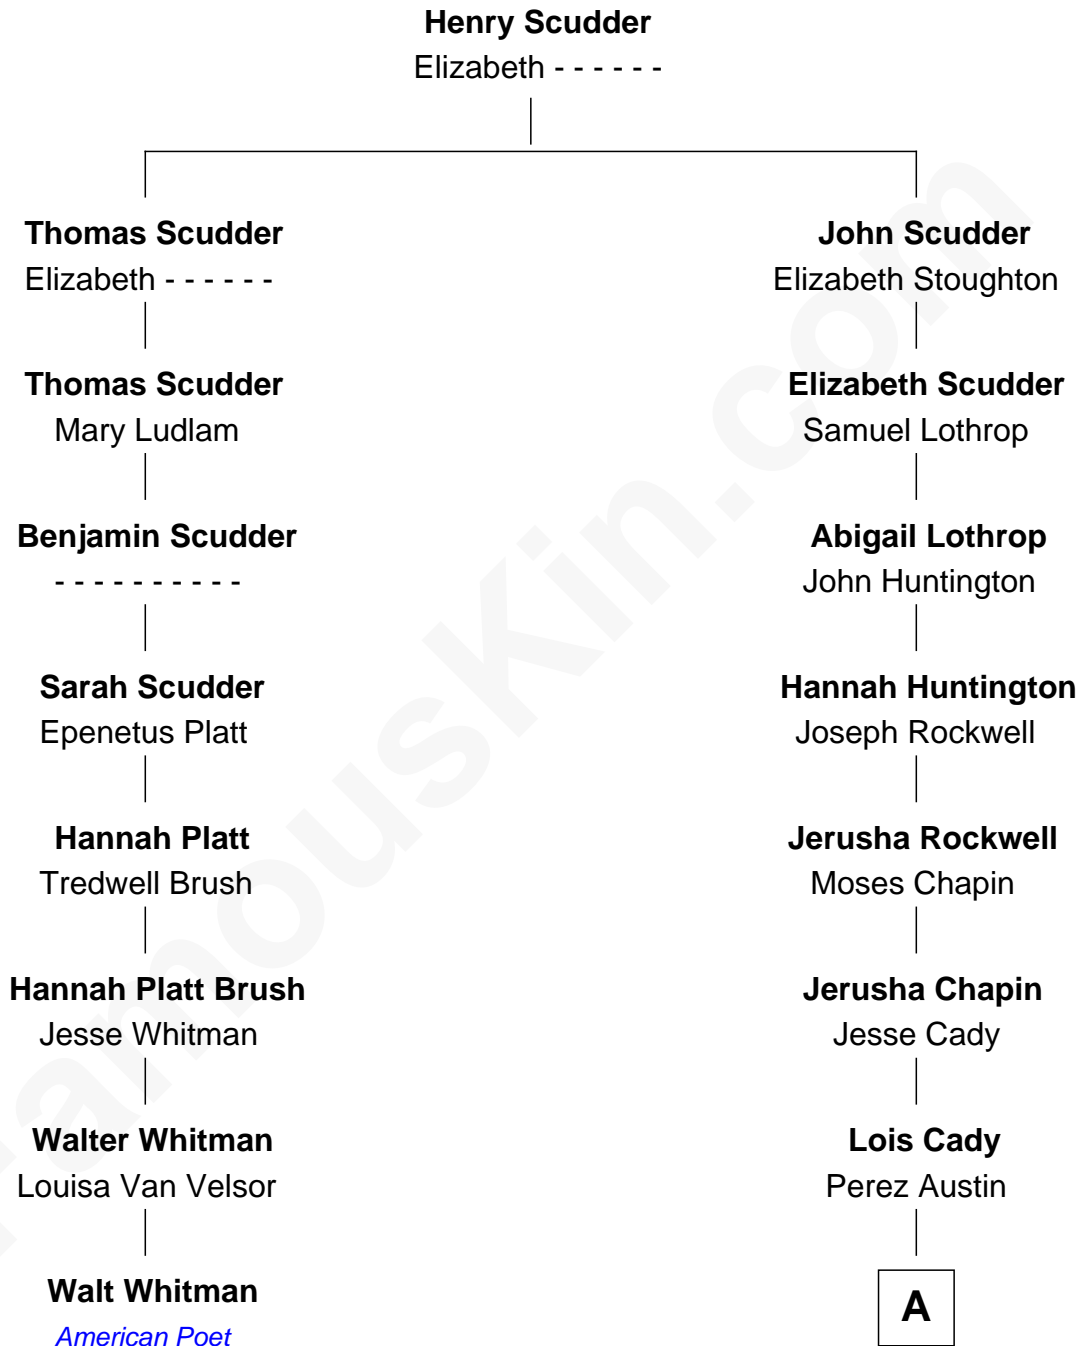 Henry Scudder
Elizabeth - - - - - -
Thomas Scudder
Elizabeth - - - - - -
John Scudder
Elizabeth Stoughton
Thomas Scudder
Mary Ludlam
Elizabeth Scudder
Samuel Lothrop
Benjamin Scudder
- - - - - - - - - -
Abigail Lothrop
John Huntington
Sarah Scudder
Epenetus Platt
Hannah Huntington
Joseph Rockwell
Hannah Platt
Tredwell Brush
Jerusha Rockwell
Moses Chapin
Hannah Platt Brush
Jesse Whitman
Jerusha Chapin
Jesse Cady
Walter Whitman
Louisa Van Velsor
Lois Cady
Perez Austin
Walt Whitman
American Poet
A
FamousKin.com